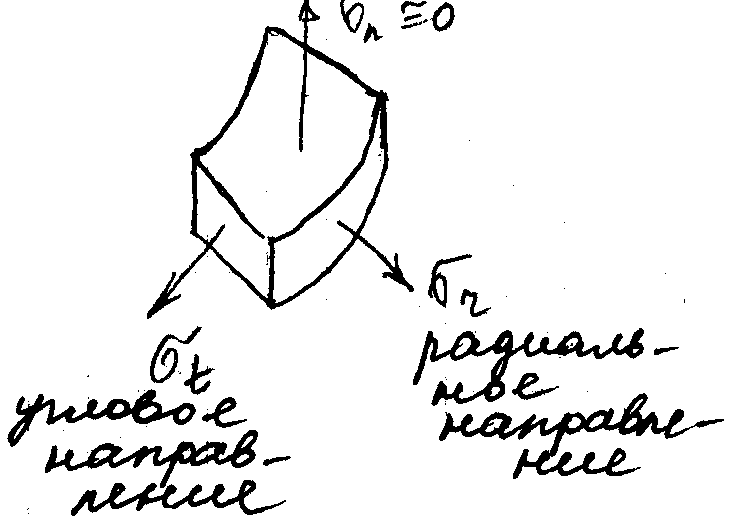 σn ≅ 0
σr
радиаль-
ное
направле-
ние
σt
угловое
направ-
ление